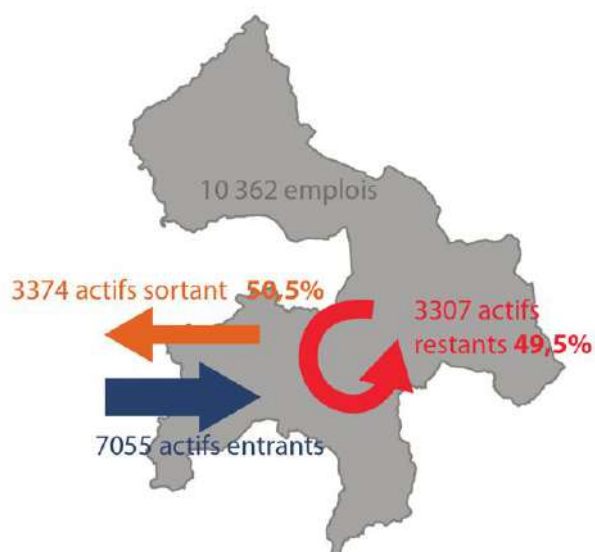 10 362 emplois
3374 actifs sortant 50,5%
3307 actifs
restants 49,5%
7055 actifs entrants